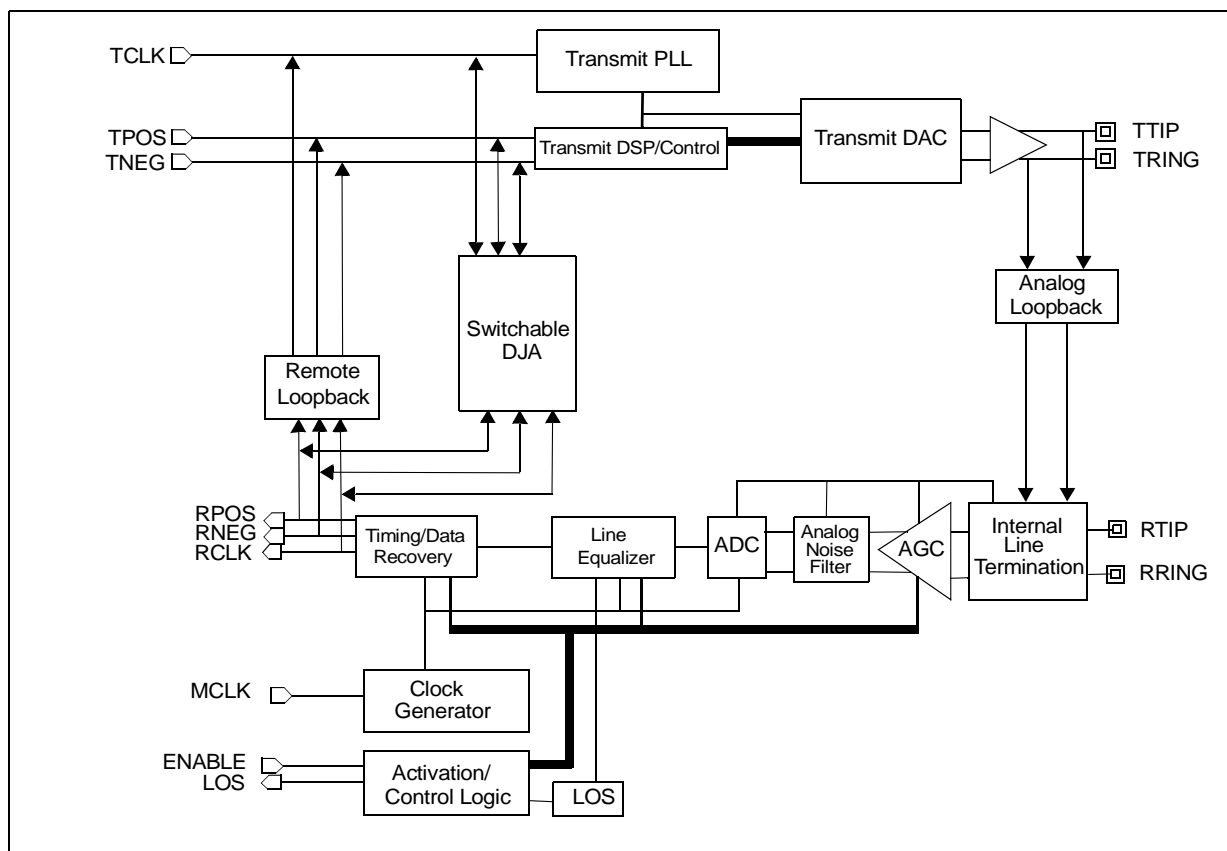 TCLK
Transmit PLL
TPOS
TNEG
Transmit DSP/Control
Transmit DAC
TTIP
TRING
Analog
Loopback
Switchable
DJA
Remote
Loopback
RPOS
RNEG
RCLK
Timing/Data
Recovery
Line
Equalizer
ADC
Analog
Noise
Filter
AGC
Internal
Line
Termination
RTIP
RRING
MCLK
Clock
Generator
ENABLE
LOS
Activation/
Control Logic
LOS